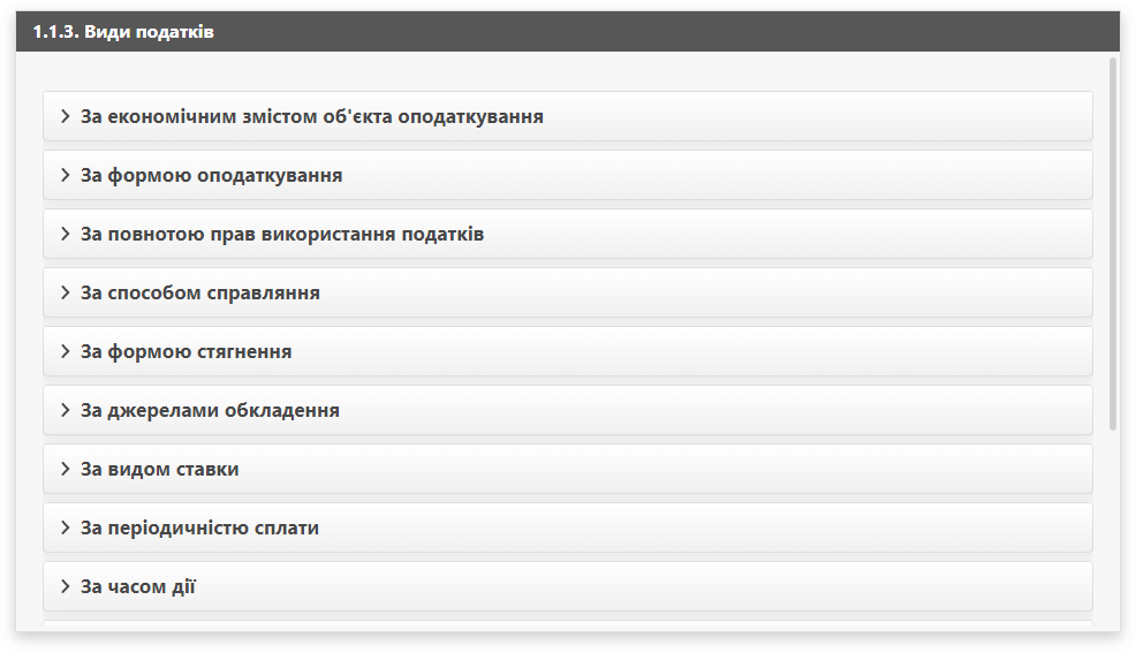 1.1.3. Види податків
За економічним змістом об'єкта оподаткування
За формою оподаткування
За повнотою прав використання податків
За способом справляння
За формою стягнення
За джерелами обкладення
За видом ставки
За періодичністю сплати
За часом дії